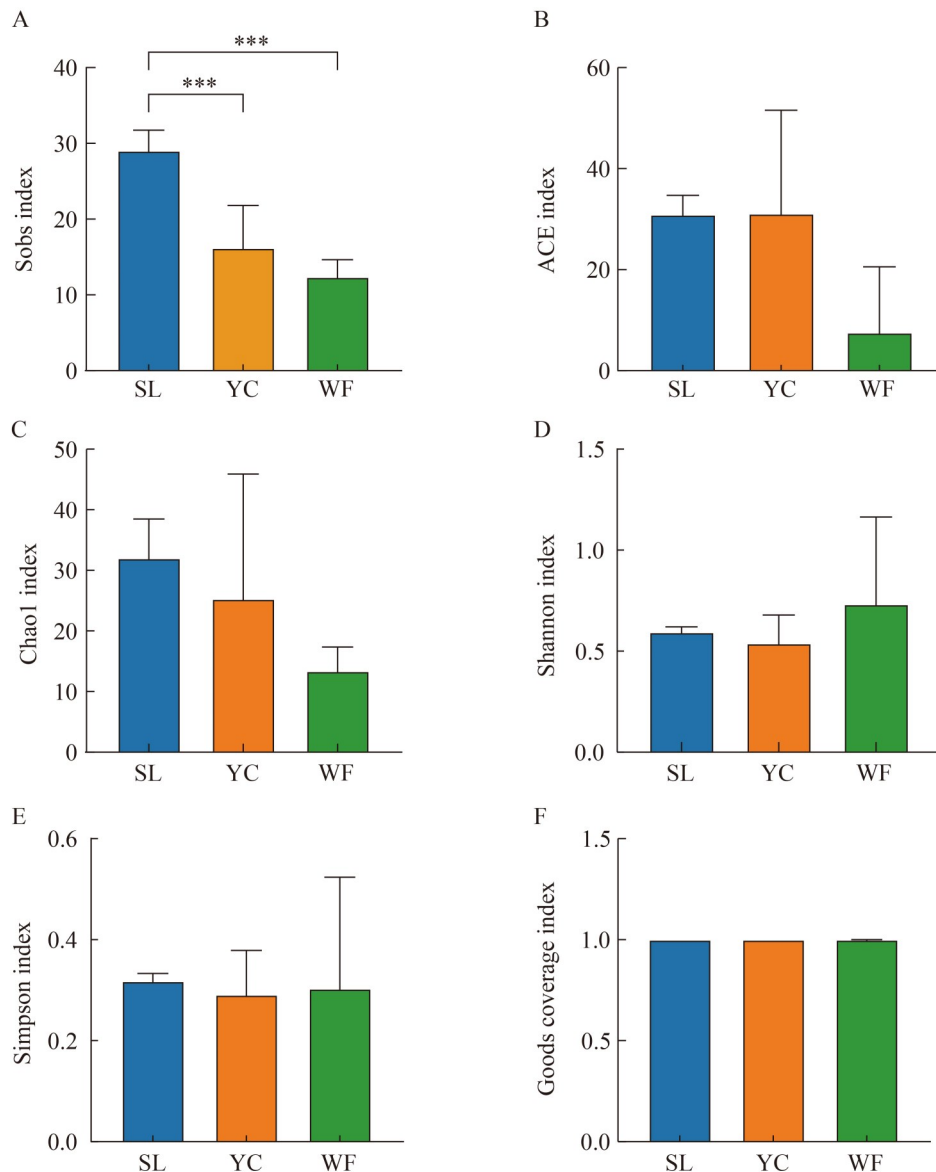 A
***
***
40
30
20
10
0
Sobs index
SL YC WF
B
60
40
20
0
ACE index
SL YC WF
C
50
40
30
20
10
0
Chao1 index
SL YC WF
D
1.5
1.0
0.5
0.0
Shannon index
SL YC WF
E
0.6
0.4
0.2
0.0
Simpson index
SL YC WF
F
1.5
1.0
0.5
0.0
Goods coverage index
SL YC WF